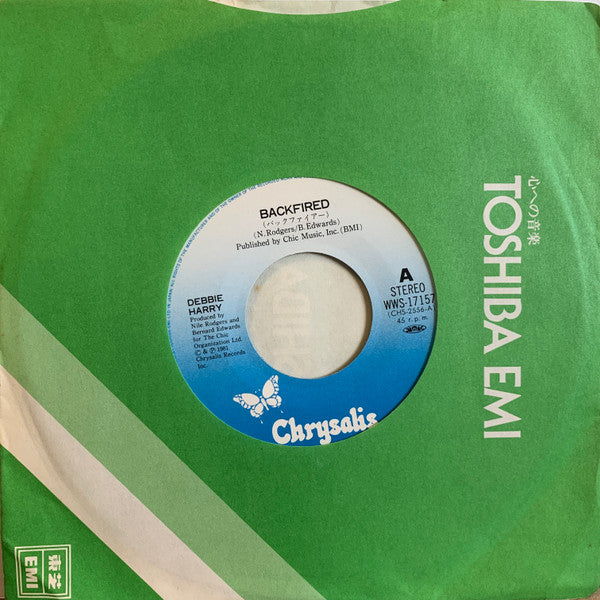 BACKFIRED
(バックファイアー)
(N. Rodgers/B. Edwards)
Published by Chic Music, Inc. (BMI)
A
STEREO
WWS-17157
(CHS-2556-A)
45 r.p.m.
DEBBIE
HARRY
Produced by
Nile Rodgers and
Bernard Edwards
for The Chic
Organization Ltd.
© & ℗ 1981
Chrysalis Records
Inc.
Chrysalis
心への音楽
TOSHIBA EMI
東芝
EMI